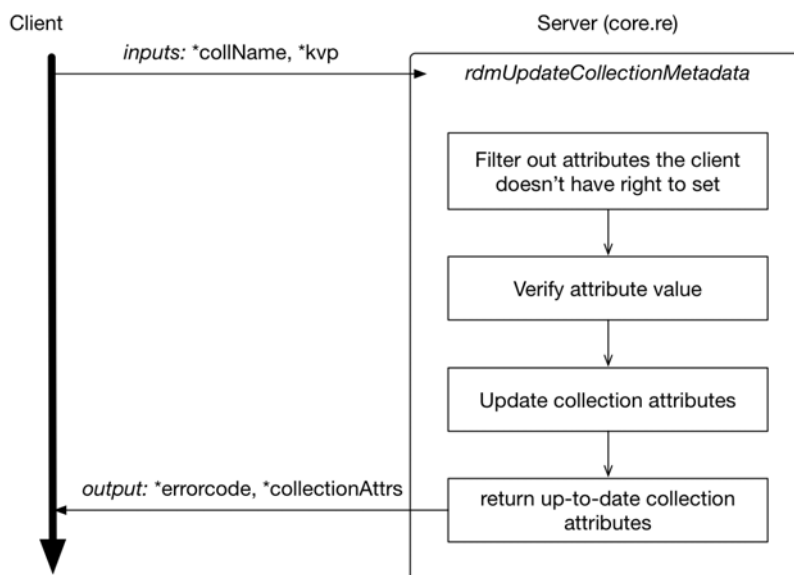 Client
Server (core.re)
inputs: *collName, *kvp
rdmUpdateCollectionMetadata
Filter out attributes the client
doesn't have right to set
Verify attribute value
Update collection attributes
output: *errorcode, *collectionAttrs
return up-to-date collection
attributes